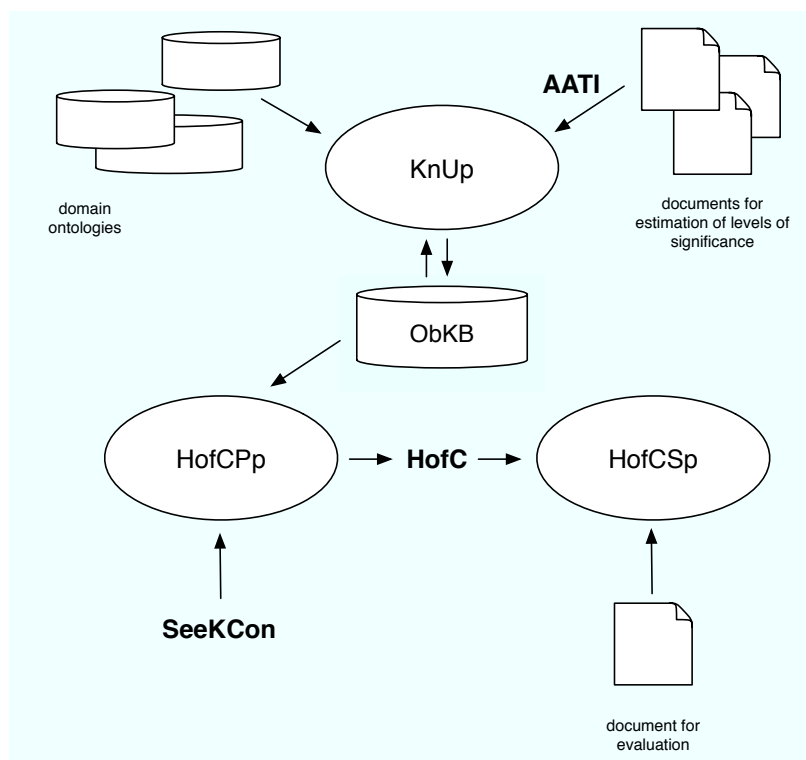 AATI
KnUp
domain
ontologies
documents for
estimation of levels of
significance
ObKB
HofCPp
HofC
HofCSp
SeeKCon
document for
evaluation